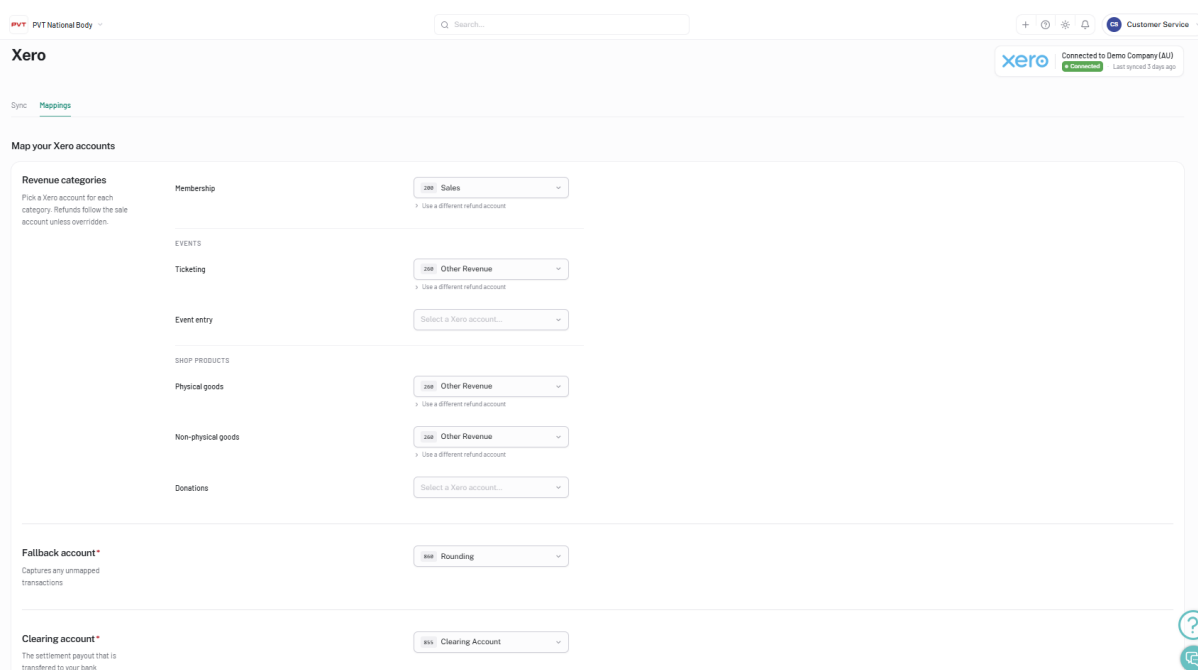 PVT PVT National Body
Search...
CS Customer Service
Xero
xero
Connected to Demo Company (AU)
Connected Last synced 3 days ago
Sync Mappings
Map your Xero accounts
Revenue categories
Pick a Xero account for each
category. Refunds follow the sale
account unless overridden.
Membership
200 Sales
Use a different refund account
EVENTS
Ticketing
260 Other Revenue
Use a different refund account
Event entry
Select a Xero account...
SHOP PRODUCTS
Physical goods
260 Other Revenue
Use a different refund account
Non-physical goods
260 Other Revenue
Use a different refund account
Donations
Select a Xero account...
Fallback account*
Captures any unmapped
transactions
860 Rounding
Clearing account*
The settlement payout that is
transfered to your bank
855 Clearing Account